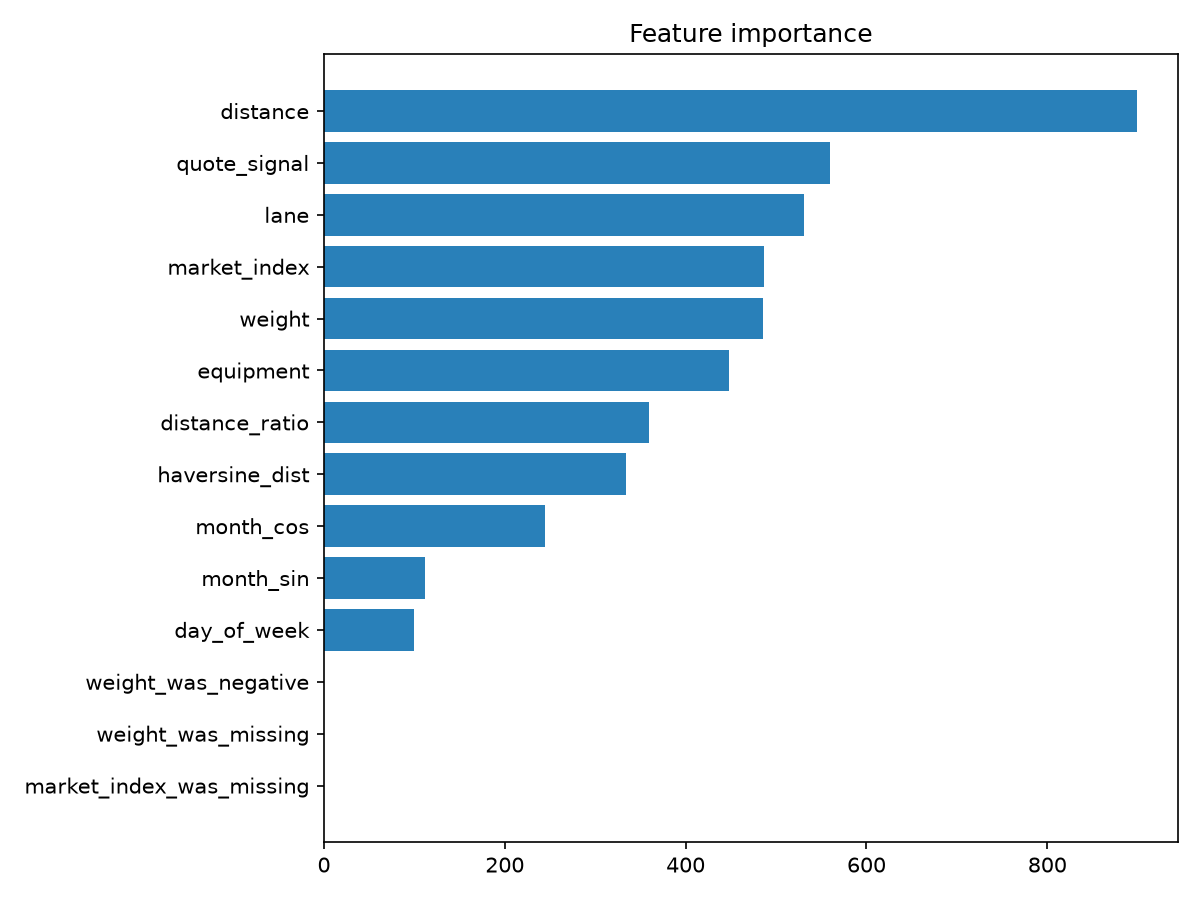 Feature importance
distance
quote_signal
lane
market_index
weight
equipment
distance_ratio
haversine_dist
month_cos
month_sin
day_of_week
weight_was_negative
weight_was_missing
market_index_was_missing
0 200 400 600 800